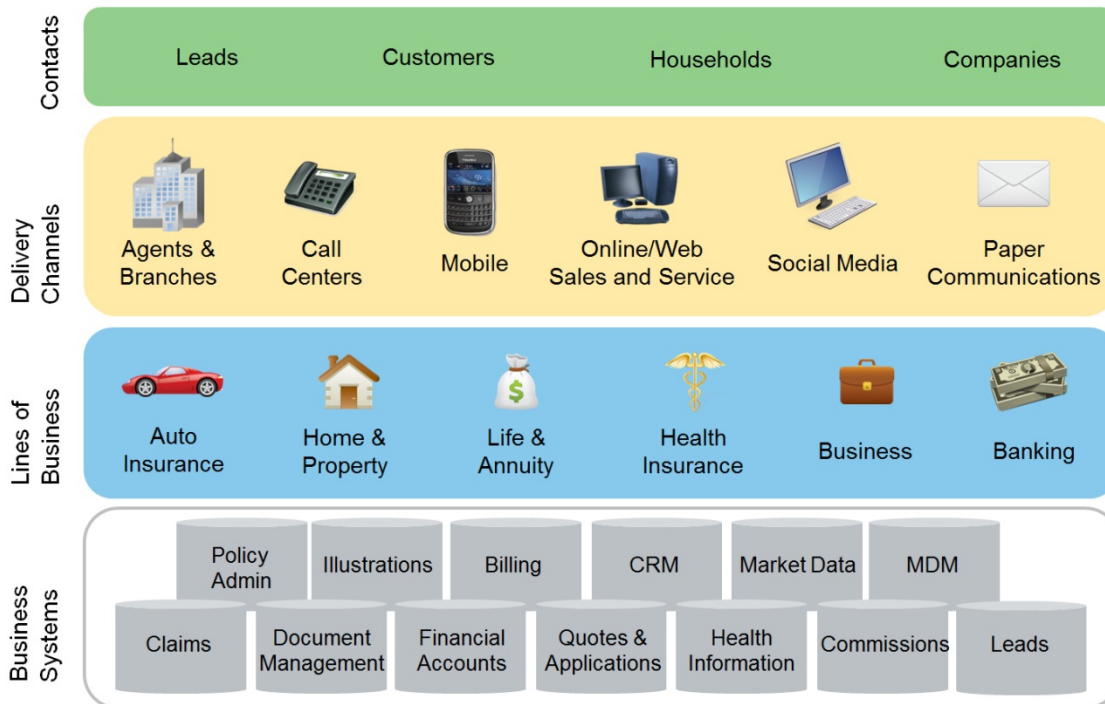 Contacts
Leads
Customers
Households
Companies
Delivery
Channels
Agents &
Branches
Call
Centers
Mobile
Online/Web
Sales and Service
Social Media
Paper
Communications
Lines of
Business
Auto
Insurance
Home &
Property
Life &
Annuity
Health
Insurance
Business
Banking
Business
Systems
Policy
Admin
Illustrations
Billing
CRM
Market Data
MDM
Claims
Document
Management
Financial
Accounts
Quotes &
Applications
Health
Information
Commissions
Leads